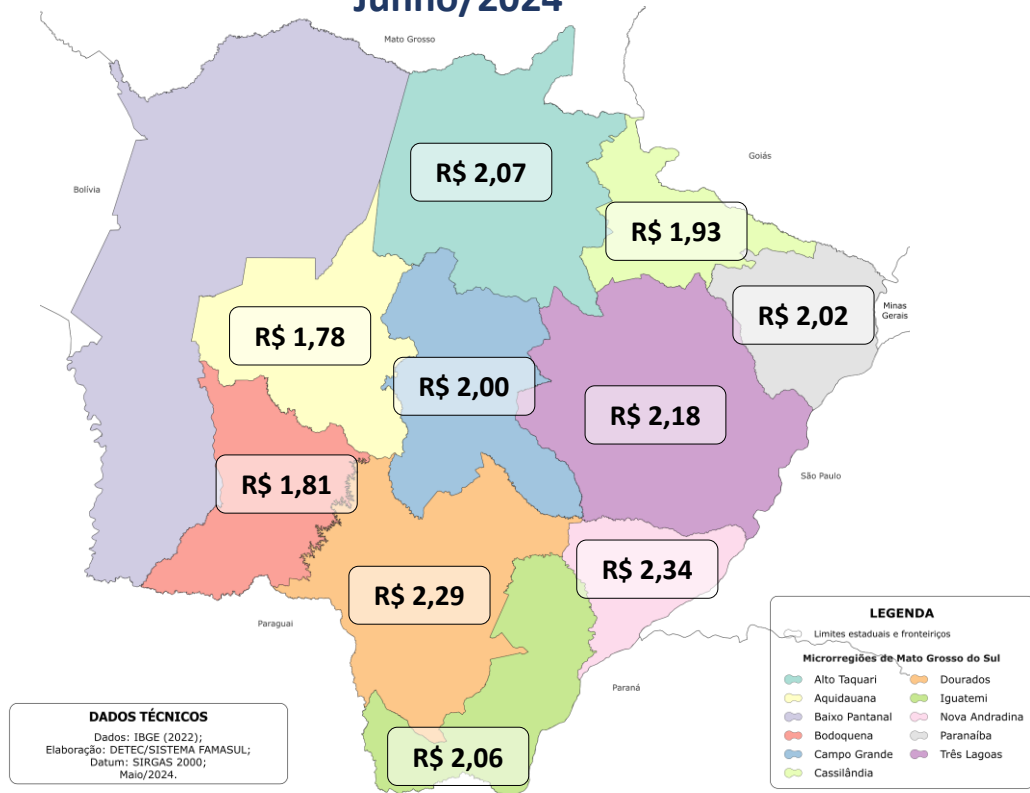 Junho/2024
Mato Grosso
Goiás
Bolívia
R$ 2,07
R$ 1,93
Minas
Gerais
R$ 2,02
R$ 1,78
R$ 2,00
R$ 2,18
São Paulo
R$ 1,81
R$ 2,34
R$ 2,29
Paraguai
Paraná
R$ 2,06
DADOS TÉCNICOS
Dados: IBGE (2022);
Elaboração: DETEC/SISTEMA FAMASUL;
Datum: SIRGAS 2000;
Maio/2024.
LEGENDA
Limites estaduais e fronteiriços
Microrregiões de Mato Grosso do Sul
Alto Taquari
Aquidauana
Baixo Pantanal
Bodoquena
Campo Grande
Cassilândia
Dourados
Iguatemi
Nova Andradina
Paranaíba
Três Lagoas